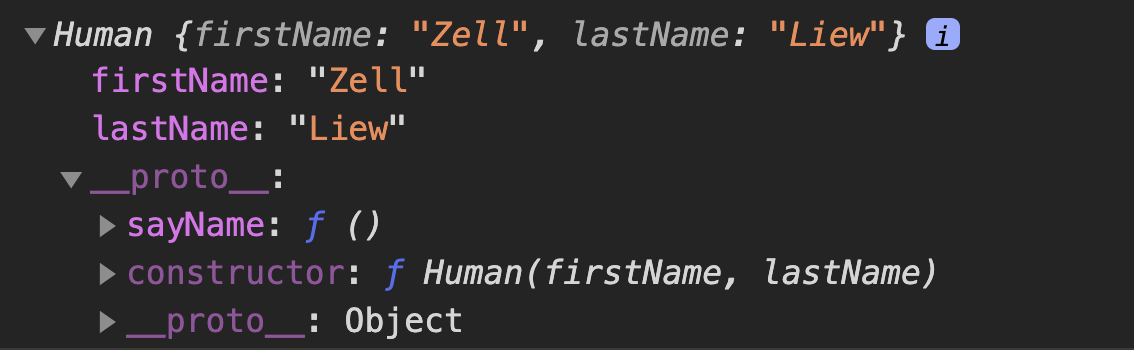 ▼Human {firstName: "Zell", lastName: "Liew"} i
firstName: "Zell"
lastName: "Liew"
▼__proto__:
▶sayName: ƒ ()
▶constructor: ƒ Human(firstName, lastName)
▶__proto__: Object